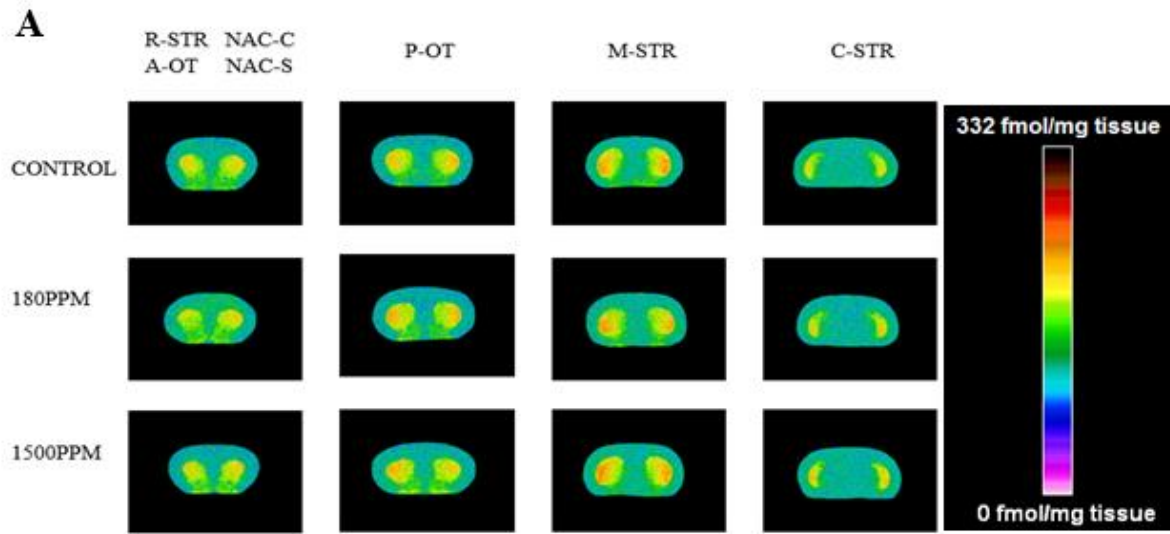 A
R-STR NAC-C
A-OT NAC-S
P-OT
M-STR
C-STR
CONTROL
180PPM
1500PPM
332 fmol/mg tissue
0 fmol/mg tissue